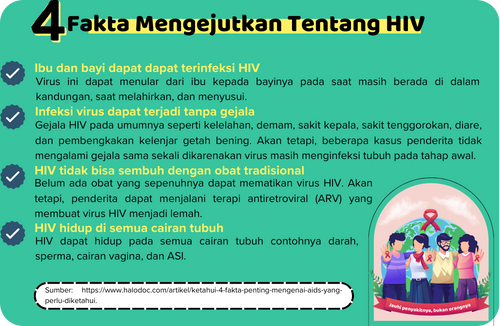 4 Fakta Mengejutkan Tentang HIV
Ibu dan bayi dapat dapat terinfeksi HIV
Virus ini dapat menular dari ibu kepada bayinya pada saat masih berada di dalam
kandungan, saat melahirkan, dan menyusui.
Infeksi virus dapat terjadi tanpa gejala
Gejala HIV pada umumnya seperti kelelahan, demam, sakit kepala, sakit tenggorokan, diare,
dan pembengkakan kelenjar getah bening. Akan tetapi, beberapa kasus penderita tidak
mengalami gejala sama sekali dikarenakan virus masih menginfeksi tubuh pada tahap awal.
HIV tidak bisa sembuh dengan obat tradisional
Belum ada obat yang sepenuhnya dapat mematikan virus HIV. Akan
tetapi, penderita dapat menjalani terapi antiretroviral (ARV) yang
membuat virus HIV menjadi lemah.
HIV hidup di semua cairan tubuh
HIV dapat hidup pada semua cairan tubuh contohnya darah,
sperma, cairan vagina, dan ASI.
Sumber: https://www.halodoc.com/artikel/ketahui-4-fakta-penting-mengenai-aids-yang-
perlu-diketahui.
Jauhi penyakitnya, bukan orangnya